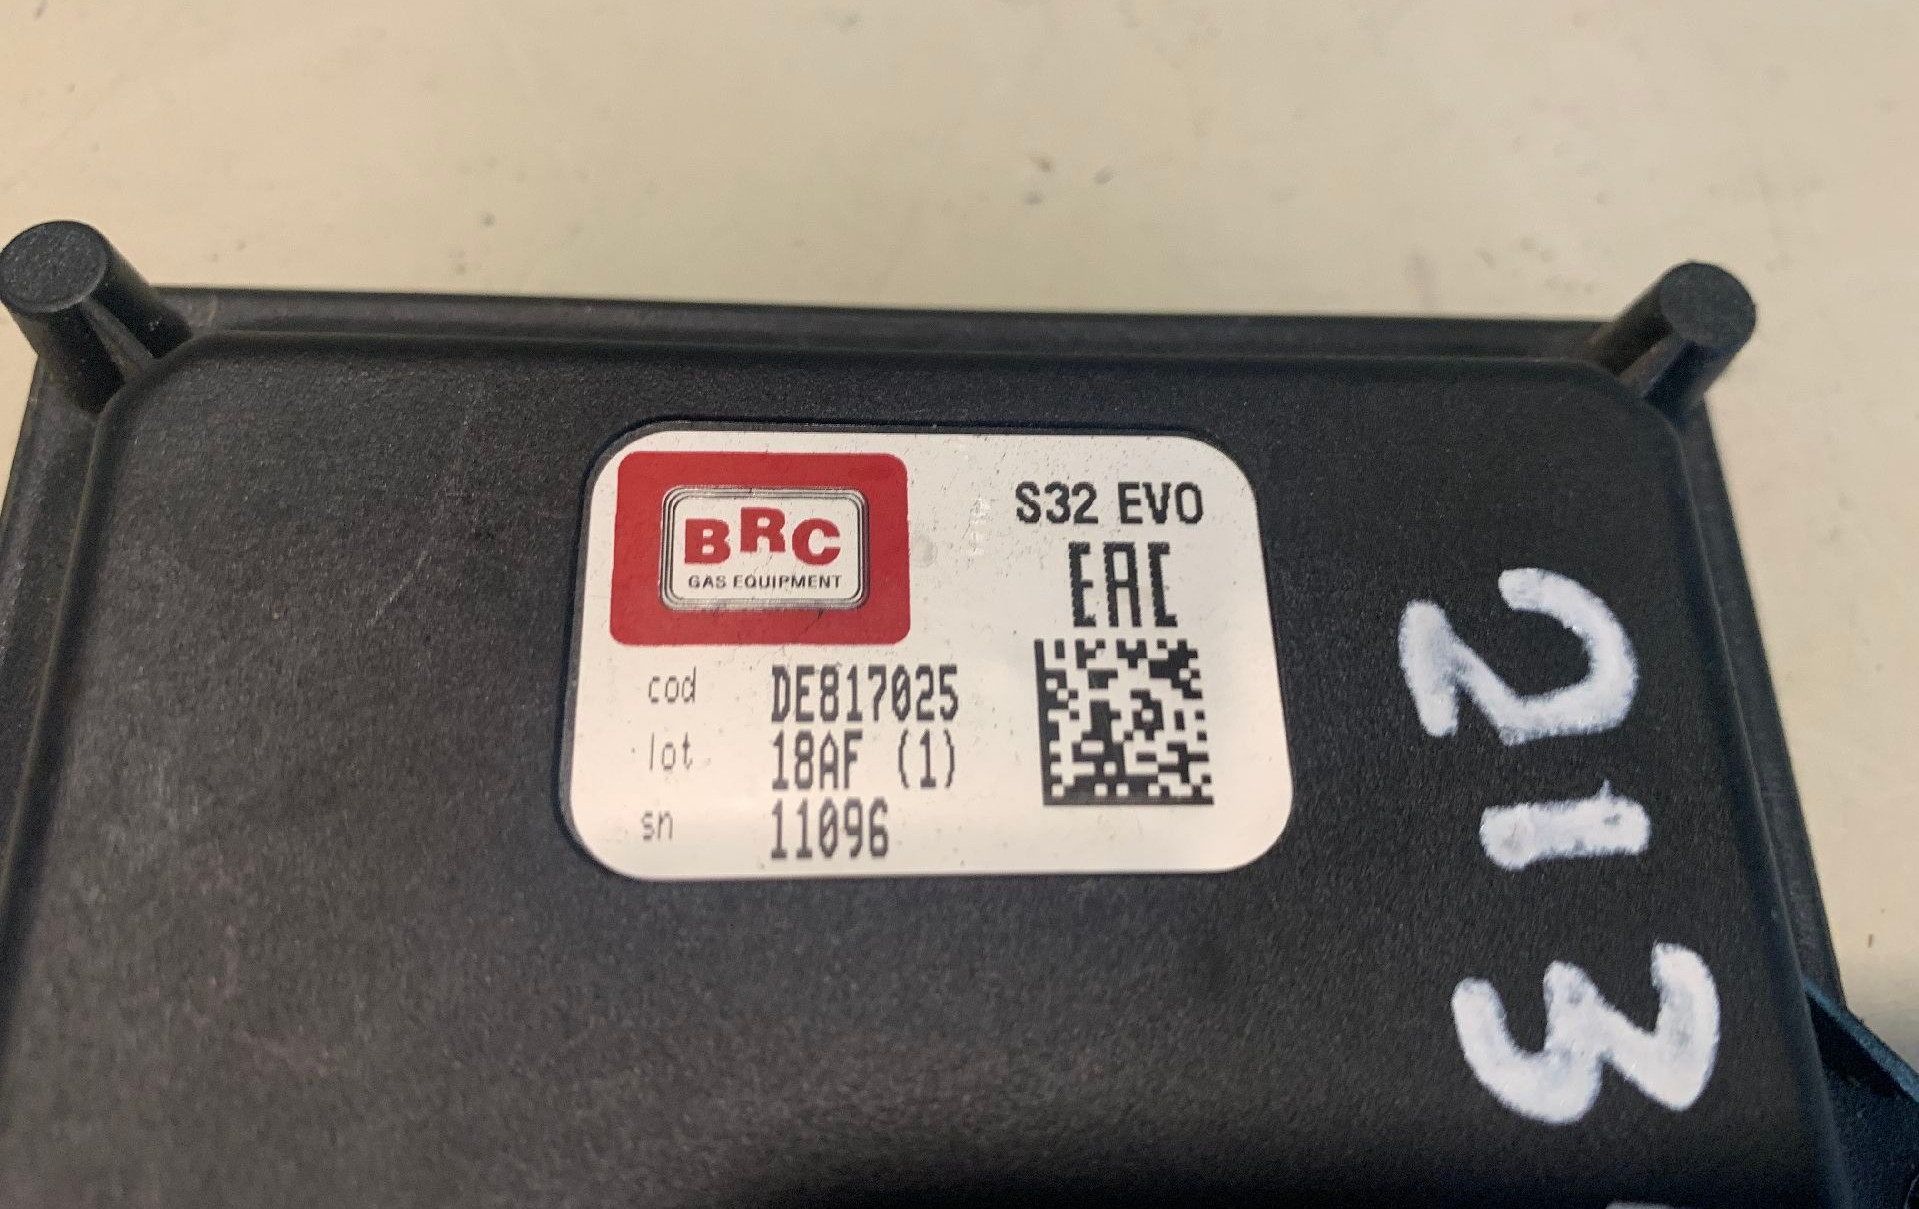 BRC
GAS EQUIPMENT
S32 EVO
EAC
cod DE817025
lot 18AF (1)
sn 11096
213